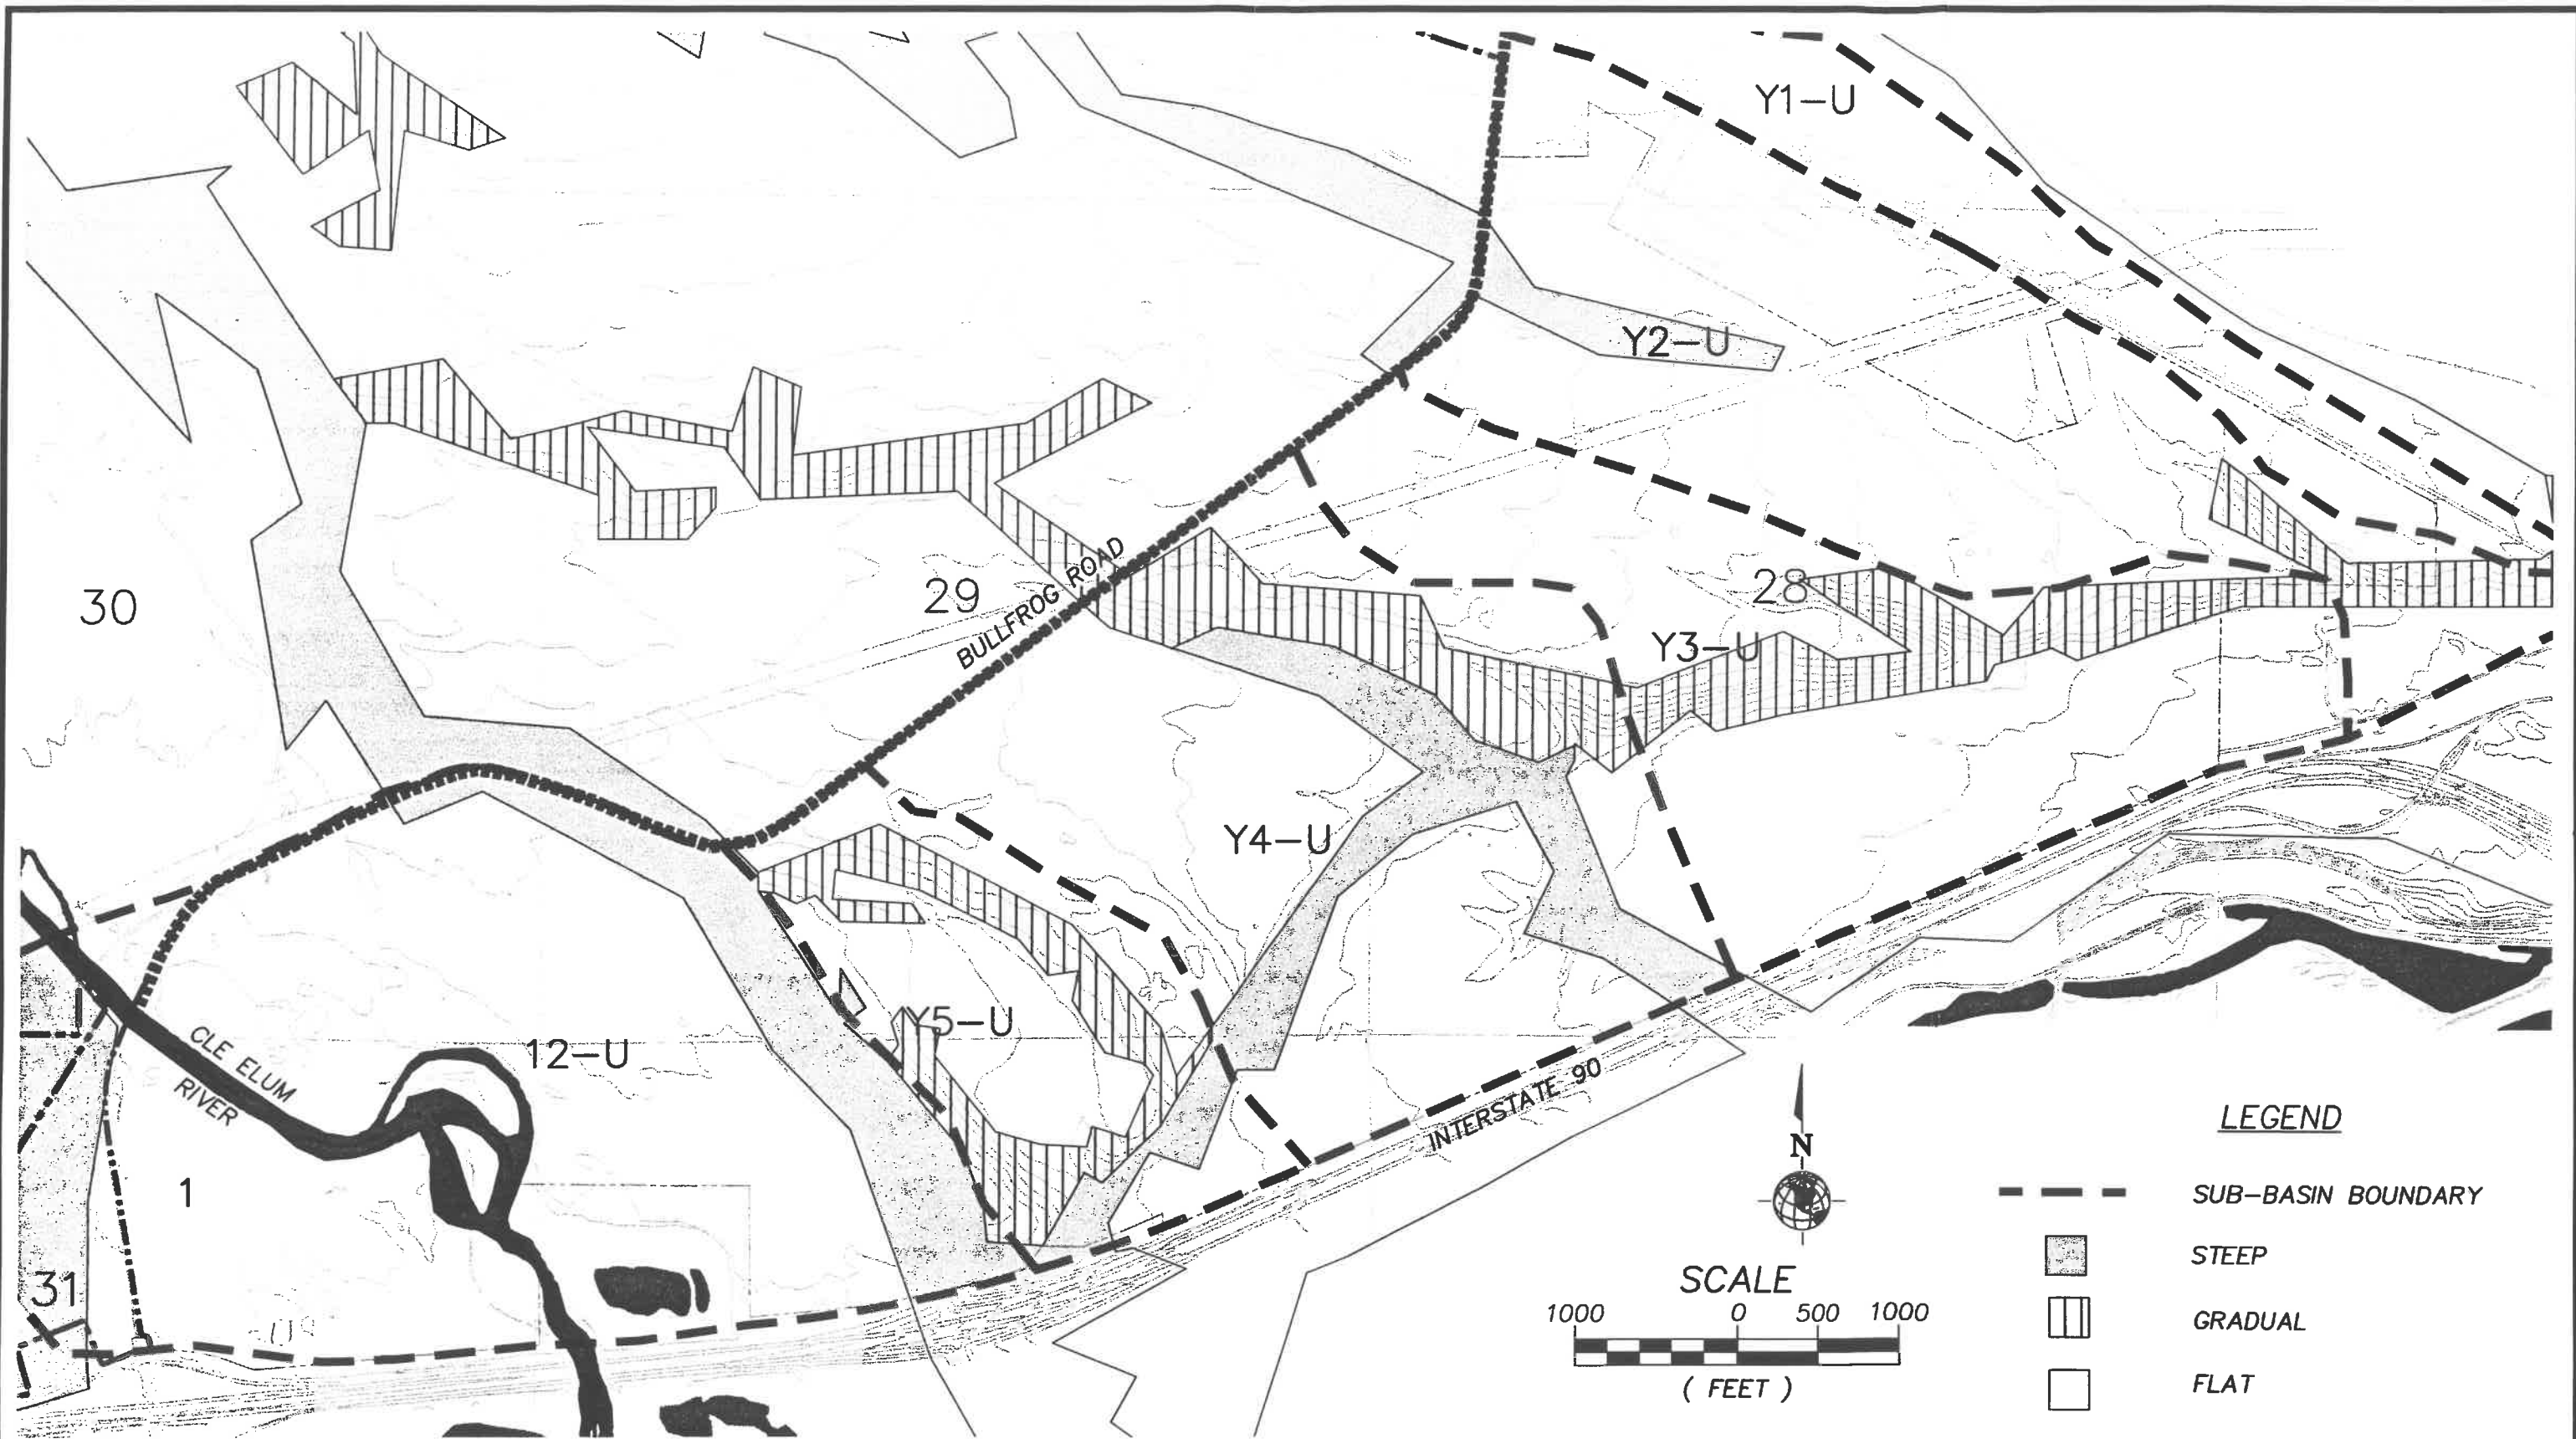 Y1-U
Y2-U
30
29
BULLFROG ROAD
28
Y3-U
Y4-U
Y5-U
12-U
CLE ELUM
RIVER
1
31
INTERSTATE 90
N
SCALE
1000 0 500 1000
( FEET )
LEGEND
SUB-BASIN BOUNDARY
STEEP
GRADUAL
FLAT